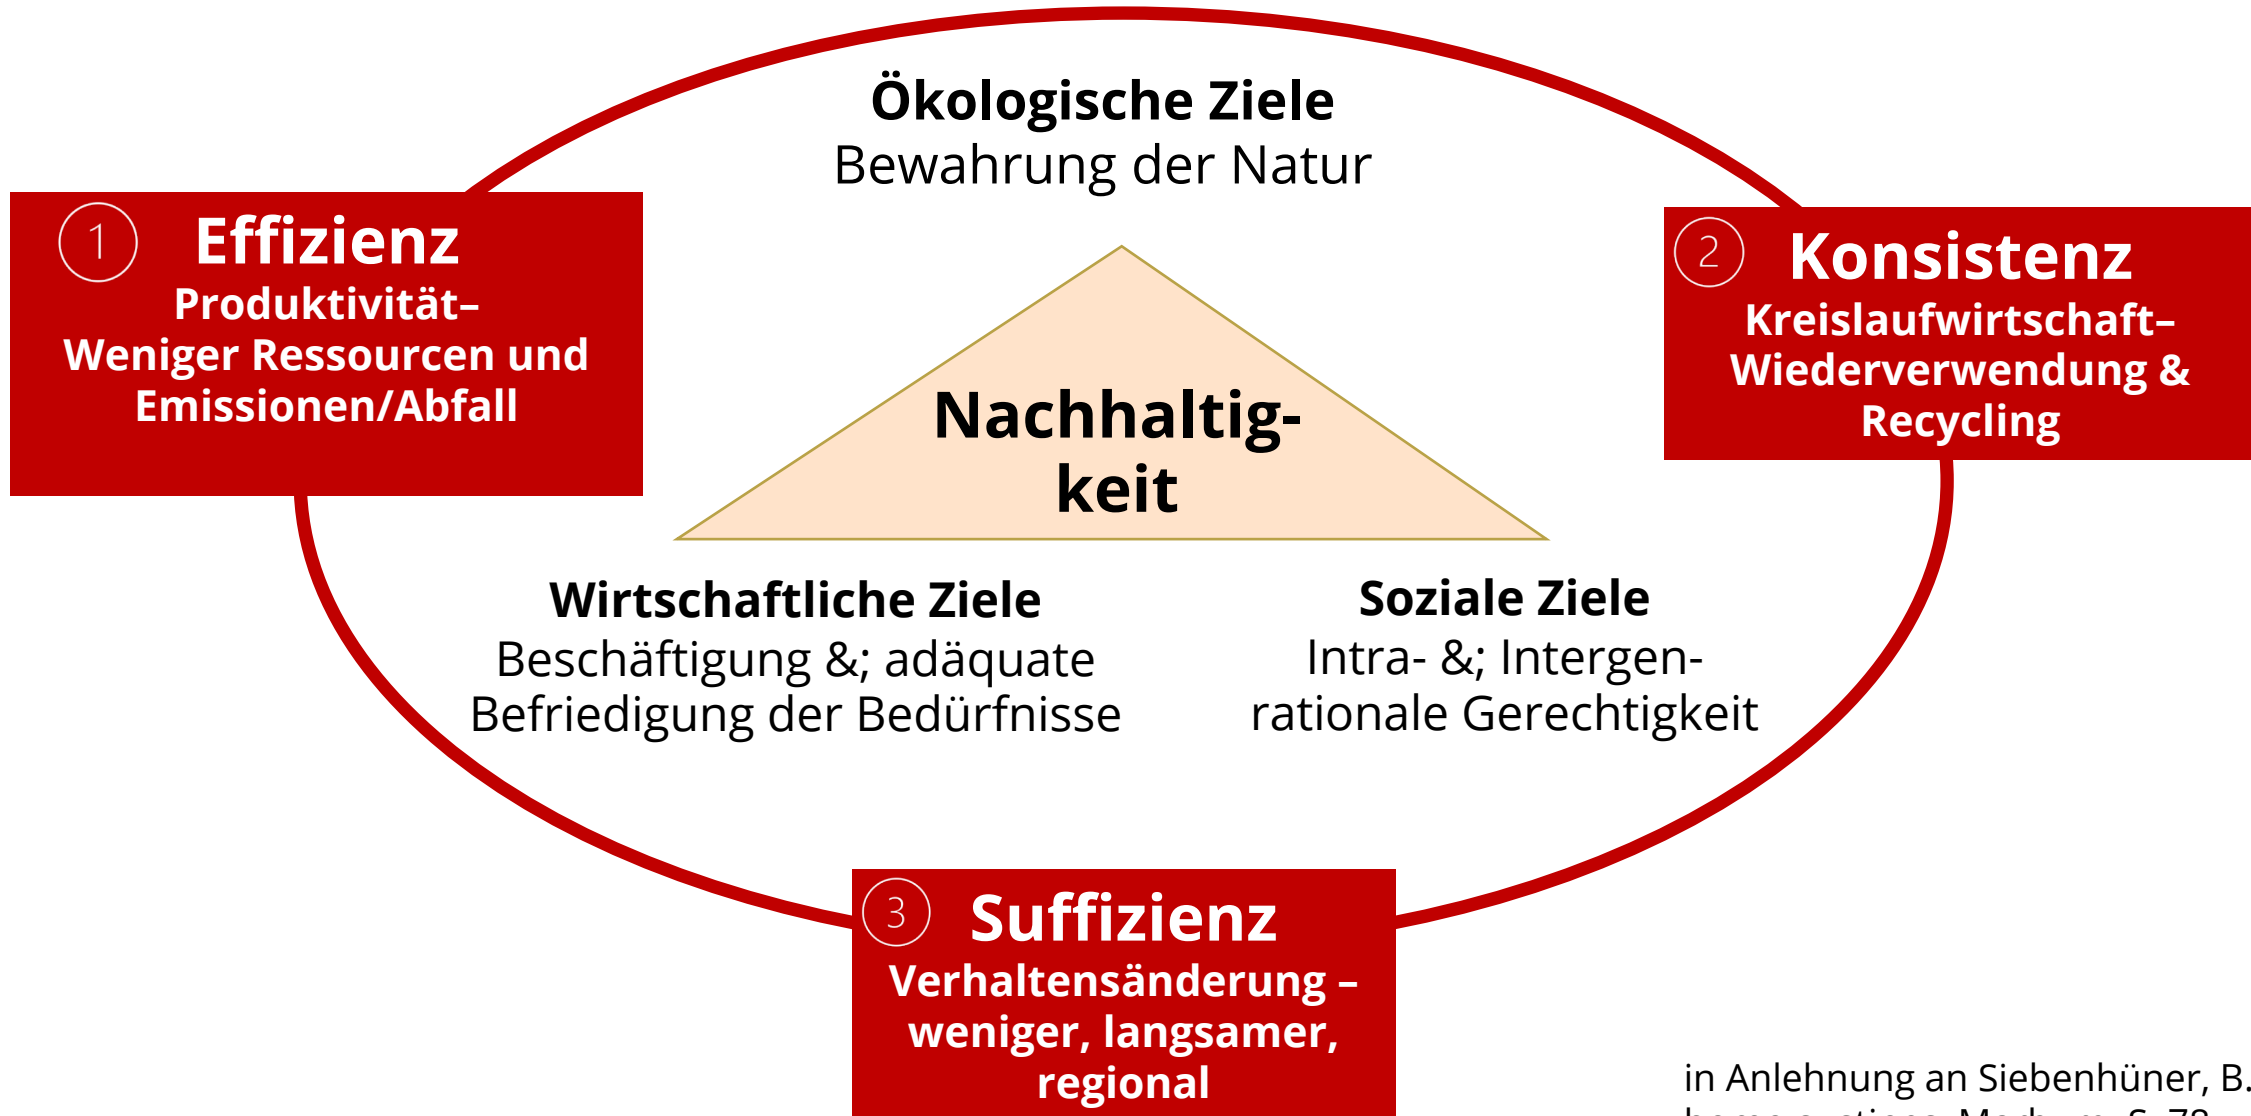 Ökologische Ziele
Bewahrung der Natur
1 Effizienz
Produktivität–
Weniger Ressourcen und
Emissionen/Abfall
2 Konsistenz
Kreislaufwirtschaft–
Wiederverwendung &
Recycling
Nachhaltig-
keit
Wirtschaftliche Ziele
Beschäftigung &; adäquate
Befriedigung der Bedürfnisse
Soziale Ziele
Intra- &; Intergen-
rationale Gerechtigkeit
3 Suffizienz
Verhaltensänderung –
weniger, langsamer,
regional
in Anlehnung an Siebenhüner, B.
S. 78